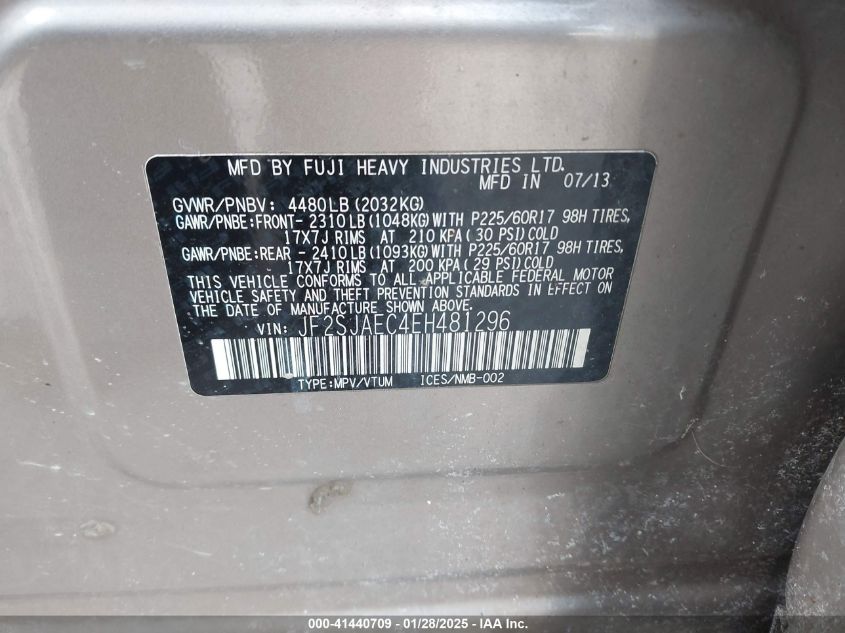 MFD BY FUJI HEAVY INDUSTRIES LTD.
MFD IN 07/13
GVWR/PNBV: 4480LB (2032KG)
GAWR/PNBE:FRONT- 2310LB (1048KG) WITH P225/60R17 98H TIRES,
17X7J RIMS AT 210 KPA ( 30 PSI) COLD
GAWR/PNBE:REAR - 2410LB (1093KG) WITH P225/60R17 98H TIRES,
17X7J RIMS AT 200 KPA ( 29 PSI) COLD
THIS VEHICLE CONFORMS TO ALL APPLICABLE FEDERAL MOTOR
VEHICLE SAFETY AND THEFT PREVENTION STANDARDS IN EFFECT ON
THE DATE OF MANUFACTURE SHOWN ABOVE.
VIN: JF2SJAEC4EH481296
TYPE:MPV/VTUM ICES/NMB-002
000-41440709 | 01/28/2025 | IAA Inc.